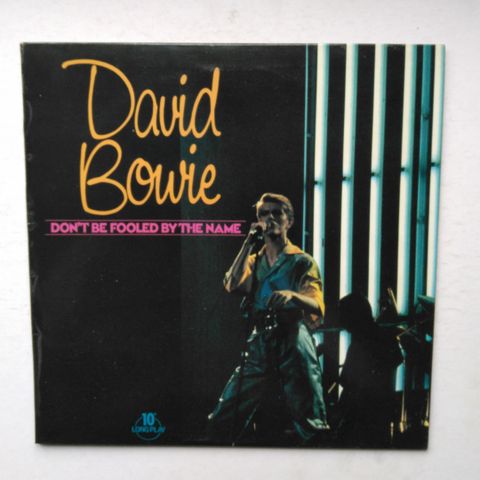 David
Bowie
DON'T BE FOOLED BY THE NAME
10"
LONG PLAY